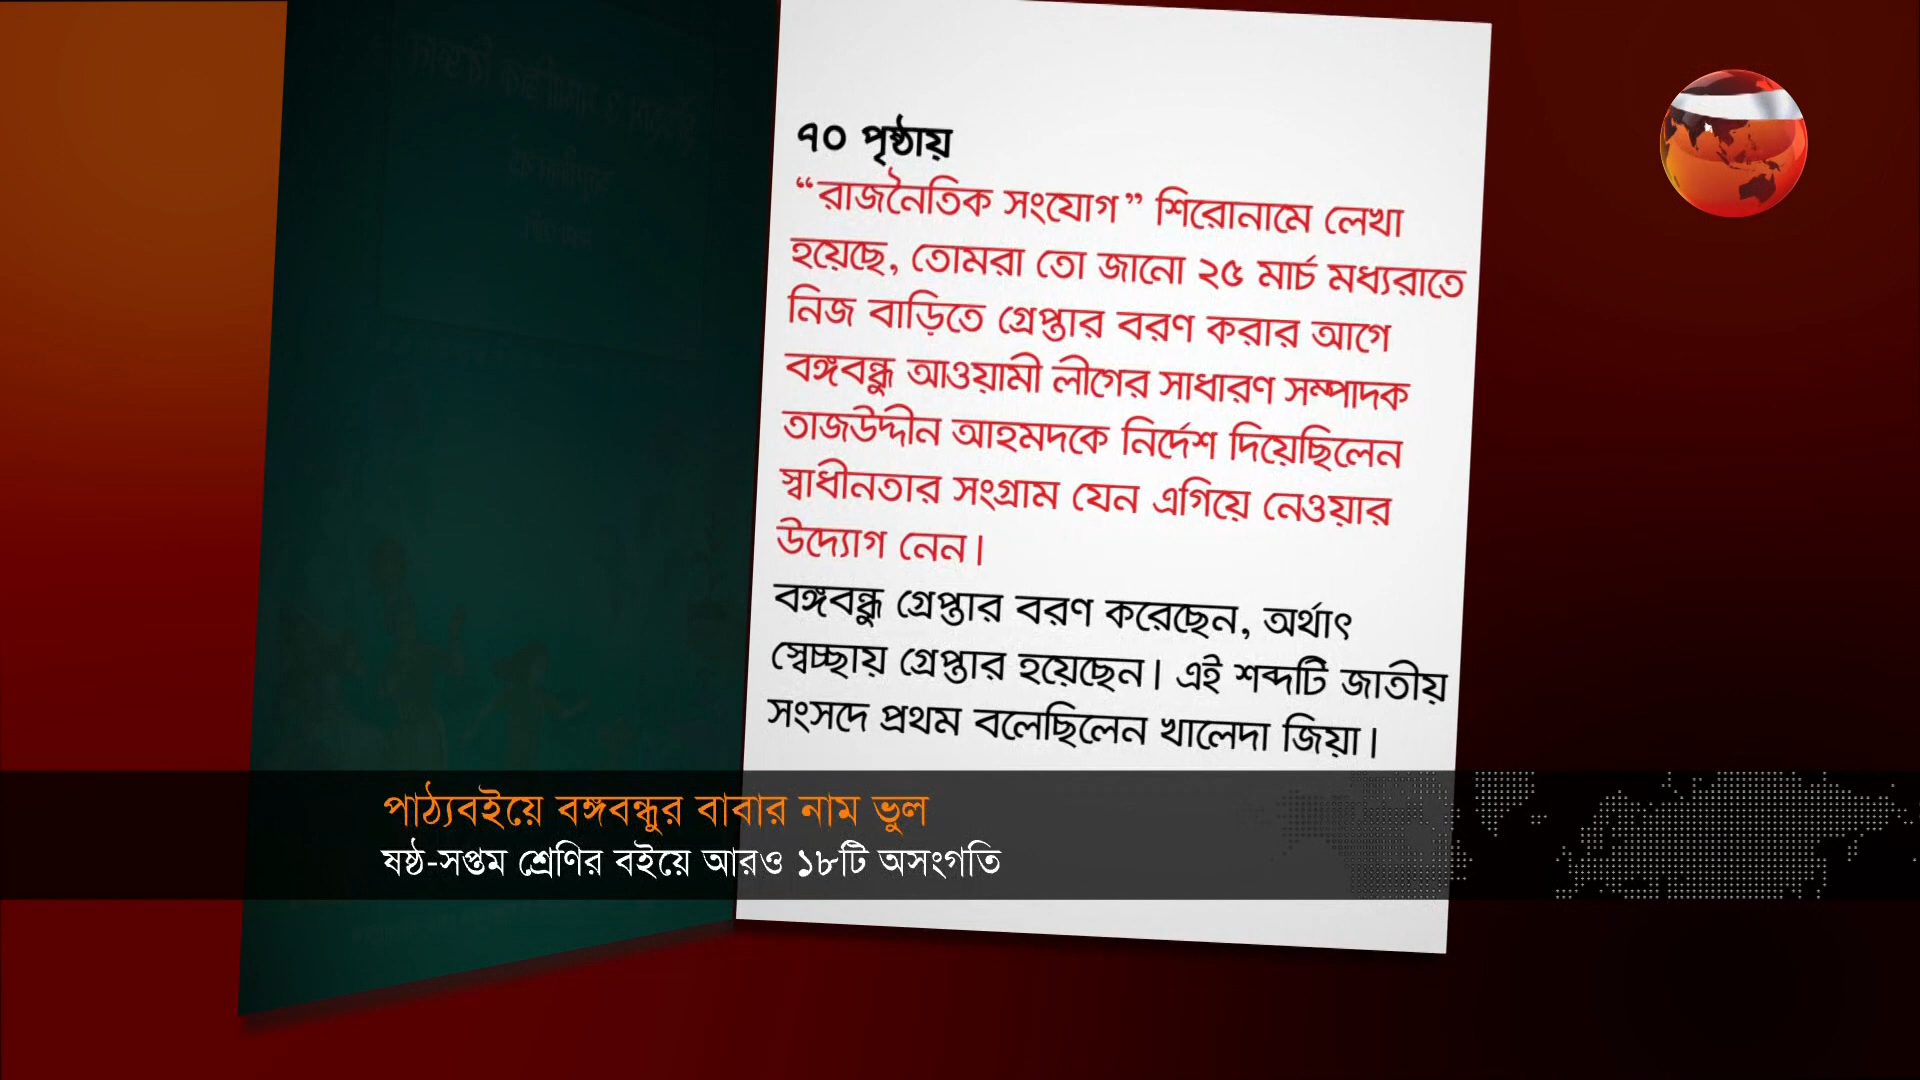 ৭০ পৃষ্ঠায়
“রাজনৈতিক সংযোগ” শিরোনামে লেখা
হয়েছে, তোমরা তো জানো ২৫ মার্চ মধ্যরাতে
নিজ বাড়িতে গ্রেপ্তার বরণ করার আগে
বঙ্গবন্ধু আওয়ামী লীগের সাধারণ সম্পাদক
তাজউদ্দীন আহমদকে নির্দেশ দিয়েছিলেন
স্বাধীনতার সংগ্রাম যেন এগিয়ে নেওয়ার
উদ্যোগ নেন।
বঙ্গবন্ধু গ্রেপ্তার বরণ করেছেন, অর্থাৎ
স্বেচ্ছায় গ্রেপ্তার হয়েছেন। এই শব্দটি জাতীয়
সংসদে প্রথম বলেছিলেন খালেদা জিয়া।
পাঠ্যবইয়ে বঙ্গবন্ধুর বাবার নাম ভুল
ষষ্ঠ-সপ্তম শ্রেণির বইয়ে আরও ১৮টি অসংগতি